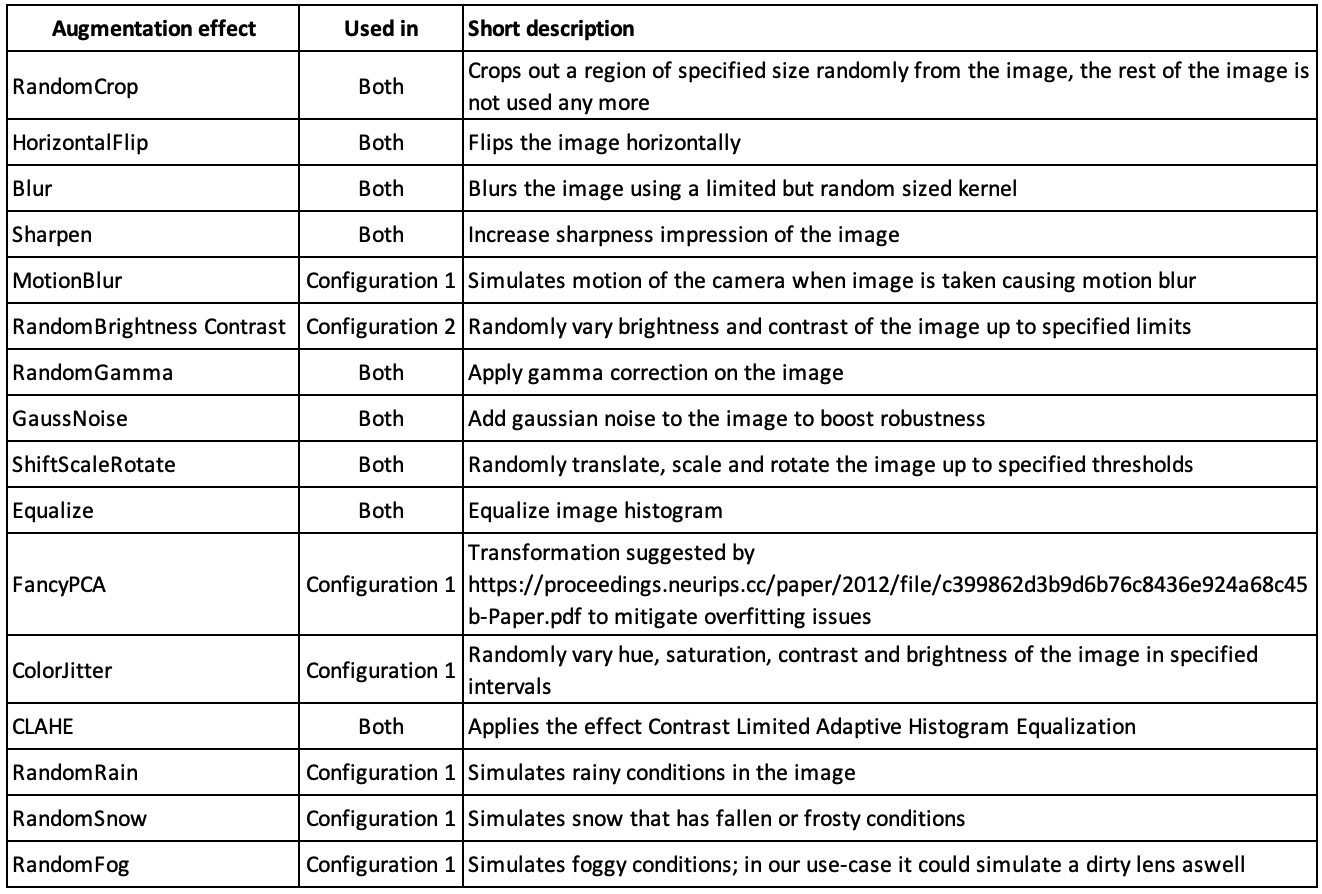 Augmentation effect Used in Short description
RandomCrop Both Crops out a region of specified size randomly from the image, the rest of the image is
not used any more
HorizontalFlip Both Flips the image horizontally
Blur Both Blurs the image using a limited but random sized kernel
Sharpen Both Increase sharpness impression of the image
MotionBlur Configuration 1 Simulates motion of the camera when image is taken causing motion blur
RandomBrightness Contrast Configuration 2 Randomly vary brightness and contrast of the image up to specified limits
RandomGamma Both Apply gamma correction on the image
GaussNoise Both Add gaussian noise to the image to boost robustness
ShiftScaleRotate Both Randomly translate, scale and rotate the image up to specified thresholds
Equalize Both Equalize image histogram
FancyPCA Configuration 1 Transformation suggested by
https://proceedings.neurips.cc/paper/2012/file/c399862d3b9d6b76c8436e924a68c45
b-Paper.pdf to mitigate overfitting issues
ColorJitter Configuration 1 Randomly vary hue, saturation, contrast and brightness of the image in specified
intervals
CLAHE Both Applies the effect Contrast Limited Adaptive Histogram Equalization
RandomRain Configuration 1 Simulates rainy conditions in the image
RandomSnow Configuration 1 Simulates snow that has fallen or frosty conditions
RandomFog Configuration 1 Simulates foggy conditions; in our use-case it could simulate a dirty lens aswell